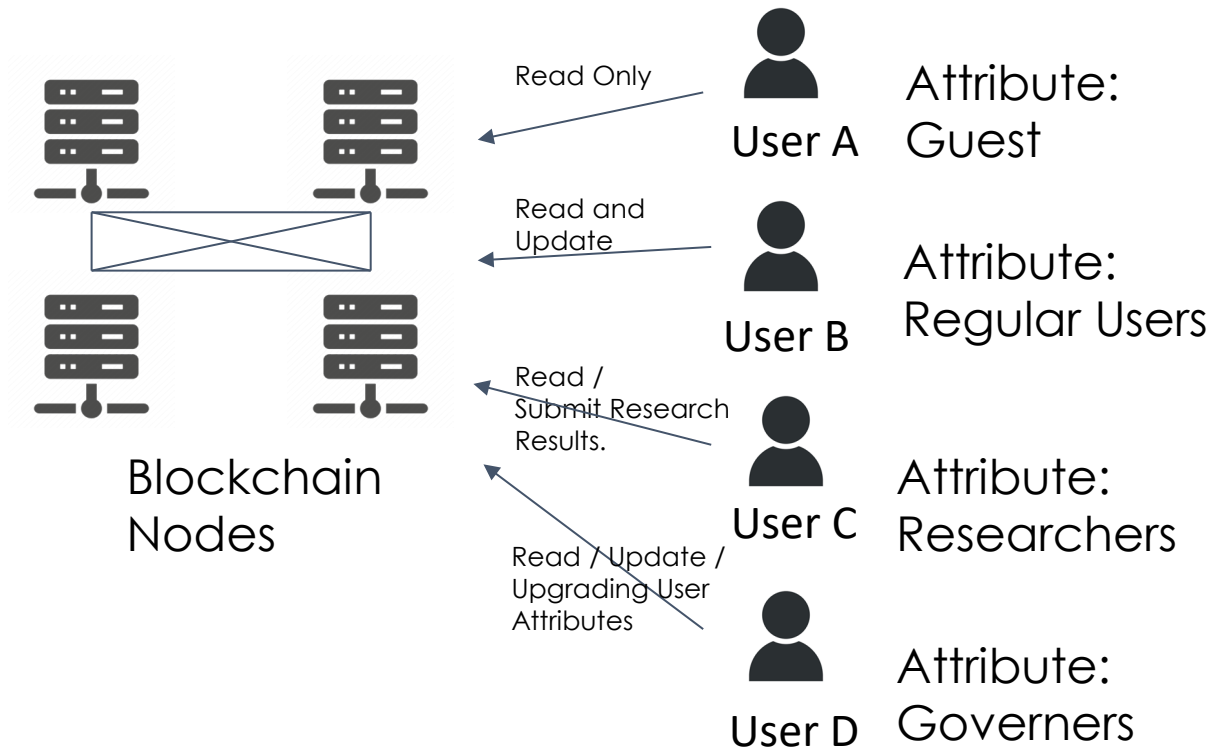 Read Only
User A
Attribute:
Guest
Read and
Update
User B
Attribute:
Regular Users
Read /
Submit Research
Results.
User C
Attribute:
Researchers
Blockchain
Nodes
Read / Update /
Upgrading User
Attributes
User D
Attribute:
Governers